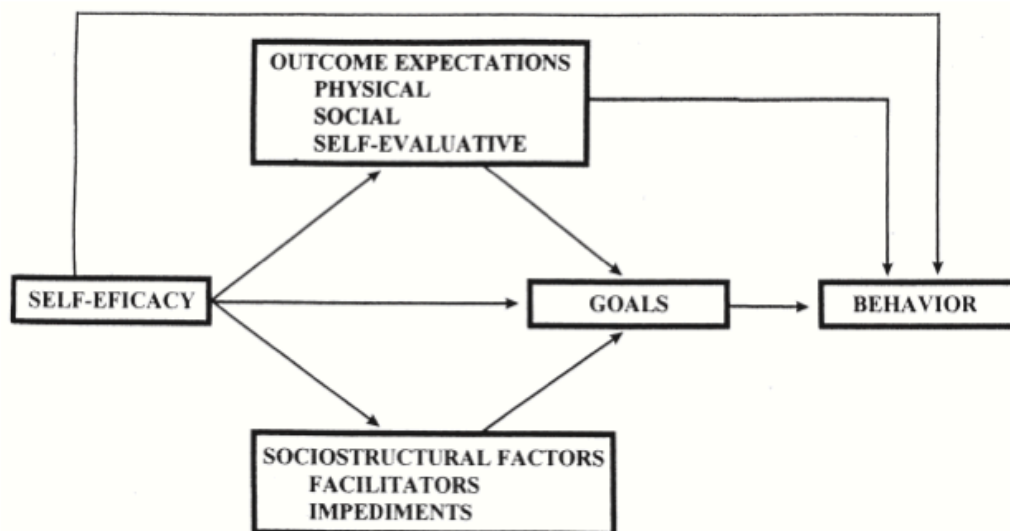 OUTCOME EXPECTATIONS
PHYSICAL
SOCIAL
SELF-EVALUATIVE
SELF-EFICACY
GOALS
BEHAVIOR
SOCIOSTRUCTURAL FACTORS
FACILITATORS
IMPEDIMENTS